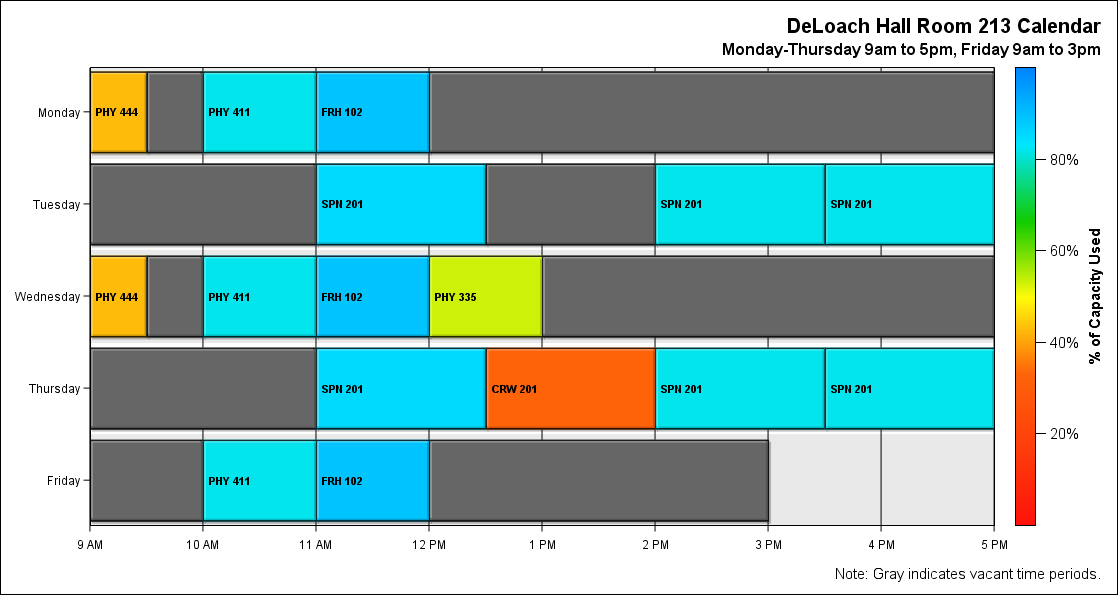 DeLoach Hall Room 213 Calendar
Monday-Thursday 9am to 5pm, Friday 9am to 3pm
Monday
PHY 444
PHY 411
FRH 102
Tuesday
SPN 201
SPN 201
SPN 201
Wednesday
PHY 444
PHY 411
FRH 102
PHY 335
Thursday
SPN 201
CRW 201
SPN 201
SPN 201
Friday
PHY 411
FRH 102
9 AM
10 AM
11 AM
12 PM
1 PM
2 PM
3 PM
4 PM
5 PM
80%
60%
40%
20%
% of Capacity Used
Note: Gray indicates vacant time periods.